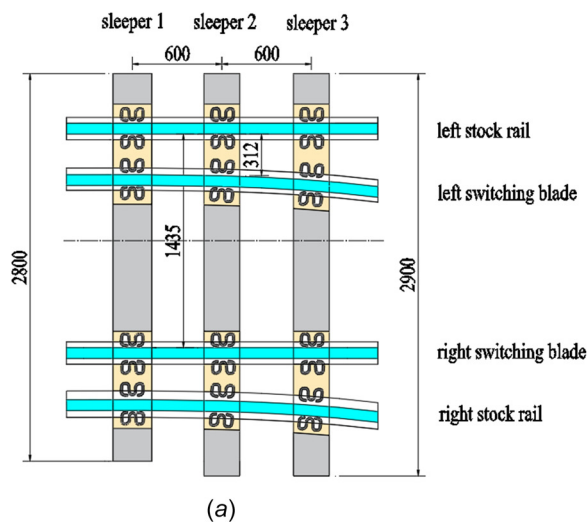 sleeper 1 sleeper 2 sleeper 3
600 600
left stock rail
312
left switching blade
2800
1435
2900
right switching blade
right stock rail
(a)